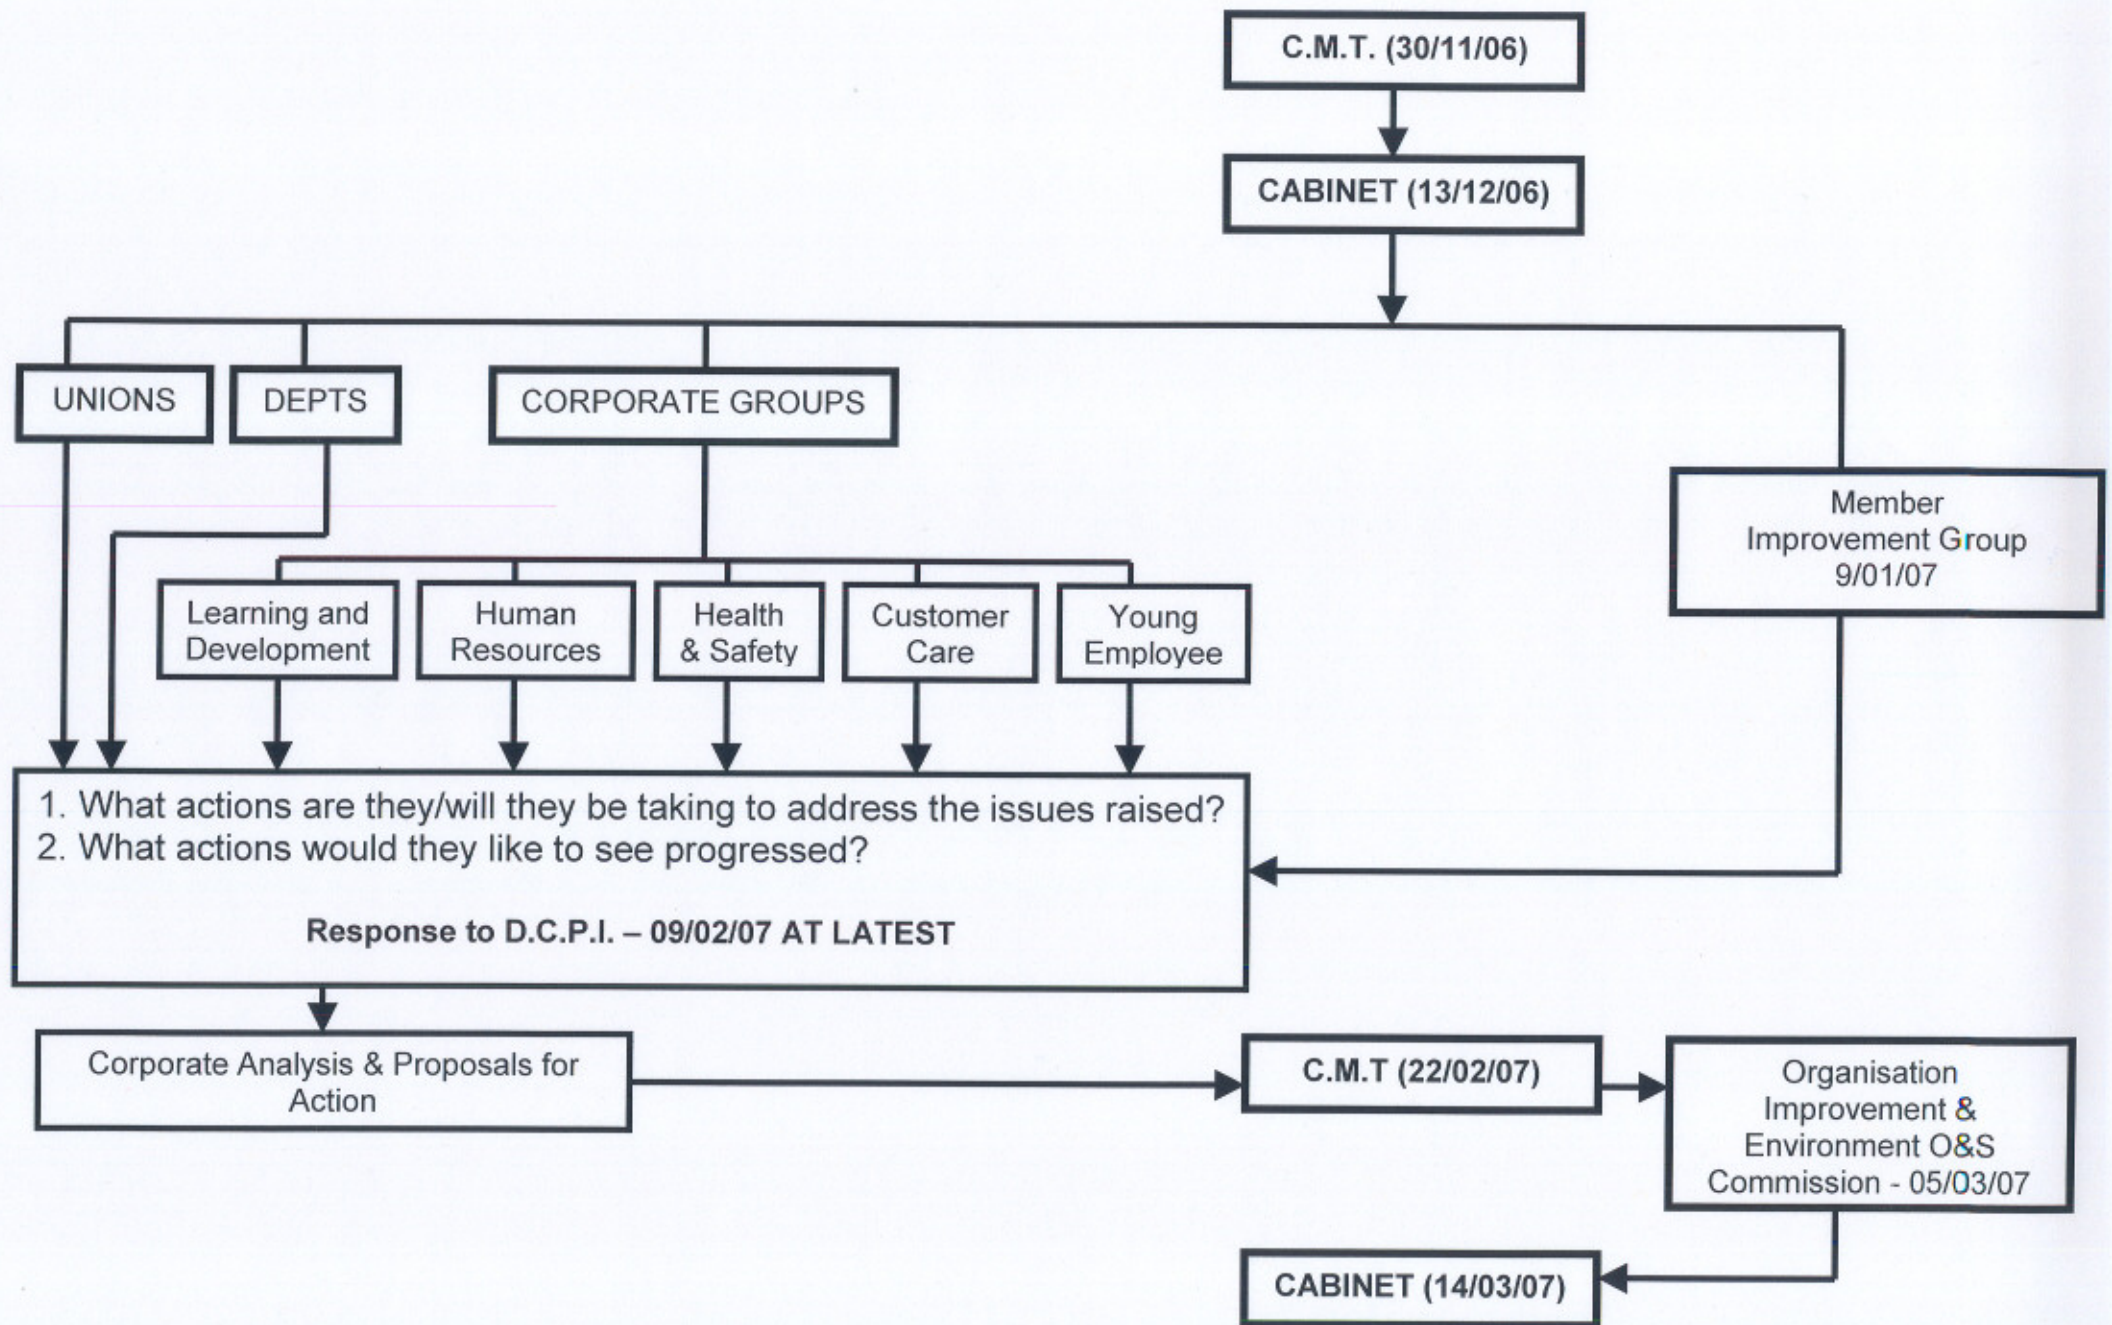 C.M.T. (30/11/06)
CABINET (13/12/06)
UNIONS
DEPTS
CORPORATE GROUPS
Member
Improvement Group
9/01/07
Learning and
Development
Human
Resources
Health
& Safety
Customer
Care
Young
Employee
1. What actions are they/will they be taking to address the issues raised?
2. What actions would they like to see progressed?
Response to D.C.P.I. – 09/02/07 AT LATEST
Corporate Analysis & Proposals for
Action
C.M.T (22/02/07)
Organisation
Improvement &
Environment O&S
Commission - 05/03/07
CABINET (14/03/07)